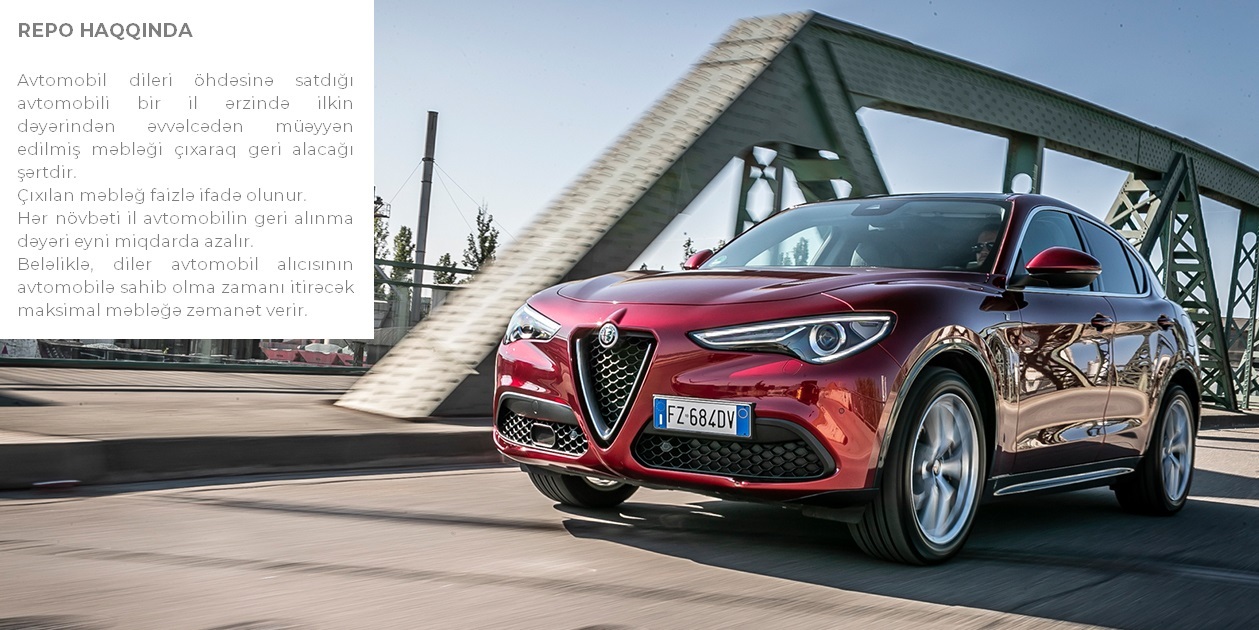 REPO HAQQINDA
Avtomobil dileri öhdəsinə satdığı
avtomobili bir il ərzində ilkin
dəyərindən əvvəlcədən müəyyən
edilmiş məbləği çıxaraq geri alacağı
şərtdir.
Çıxılan məbləğ faizlə ifadə olunur.
Hər növbəti il avtomobilin geri alınma
dəyəri eyni miqdarda azalır.
Beləliklə, diler avtomobil alıcısının
avtomobilə sahib olma zamanı itirəcək
maksimal məbləğə zəmanət verir.
FZ 684DV